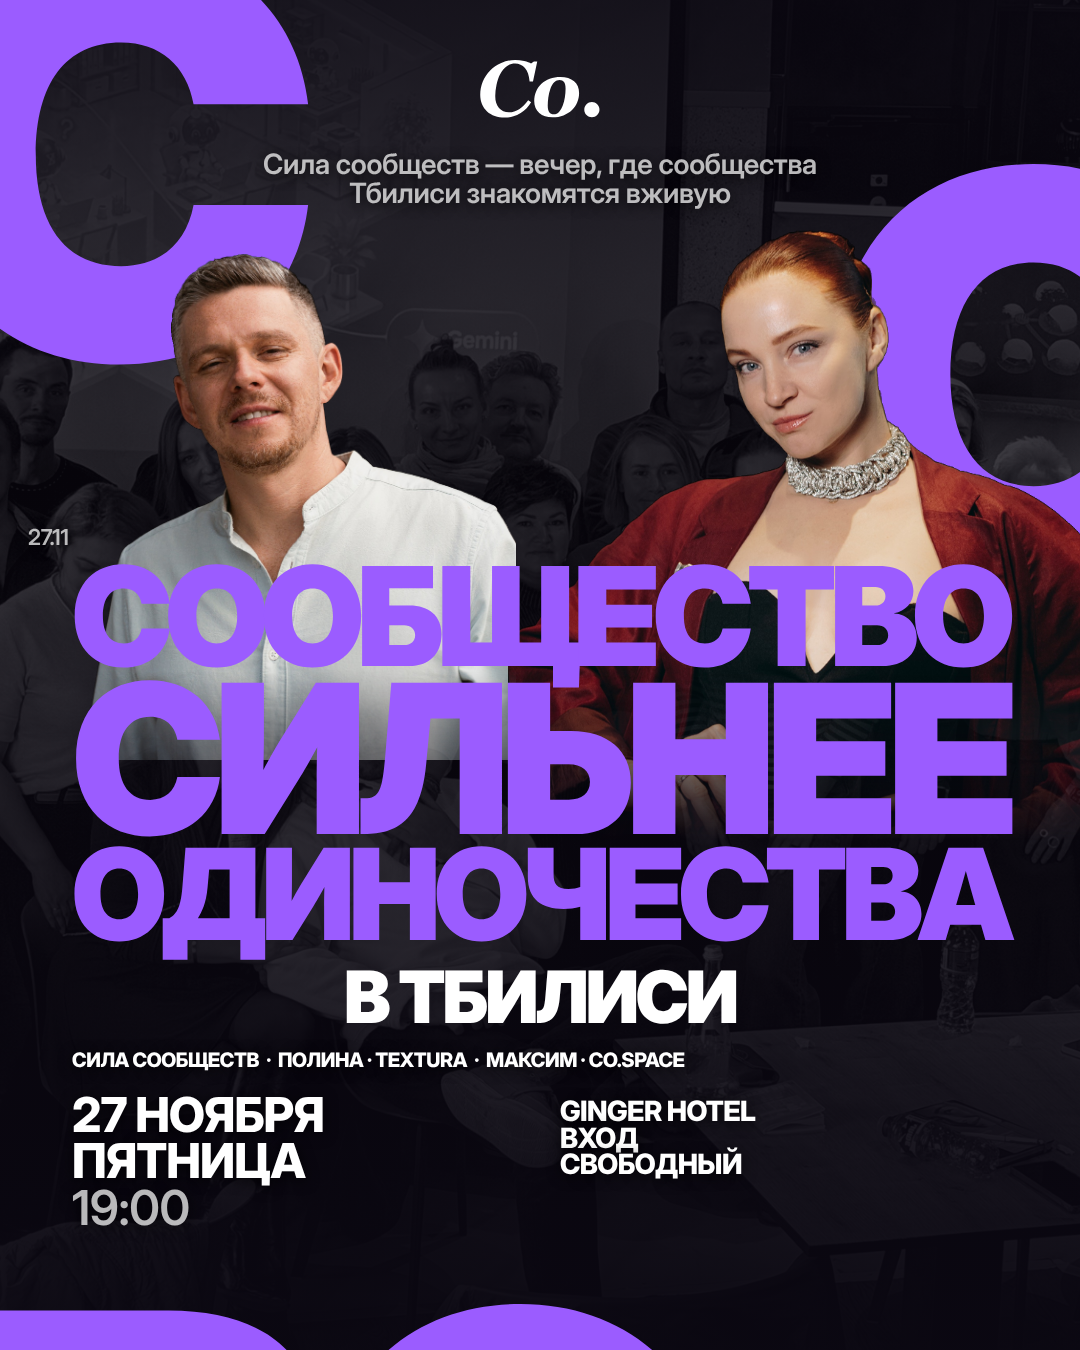 Co.
Сила сообществ — вечер, где сообщества
Тбилиси знакомятся вживую
Gemini
27.11
СООБЩЕСТВО
СИЛЬНЕЕ
ОДИНОЧЕСТВА
В ТБИЛИСИ
СИЛА СООБЩЕСТВ · ПОЛИНА · TEXTURA · МАКСИМ · CO.SPACE
27 НОЯБРЯ
ПЯТНИЦА
19:00
GINGER HOTEL
ВХОД
СВОБОДНЫЙ